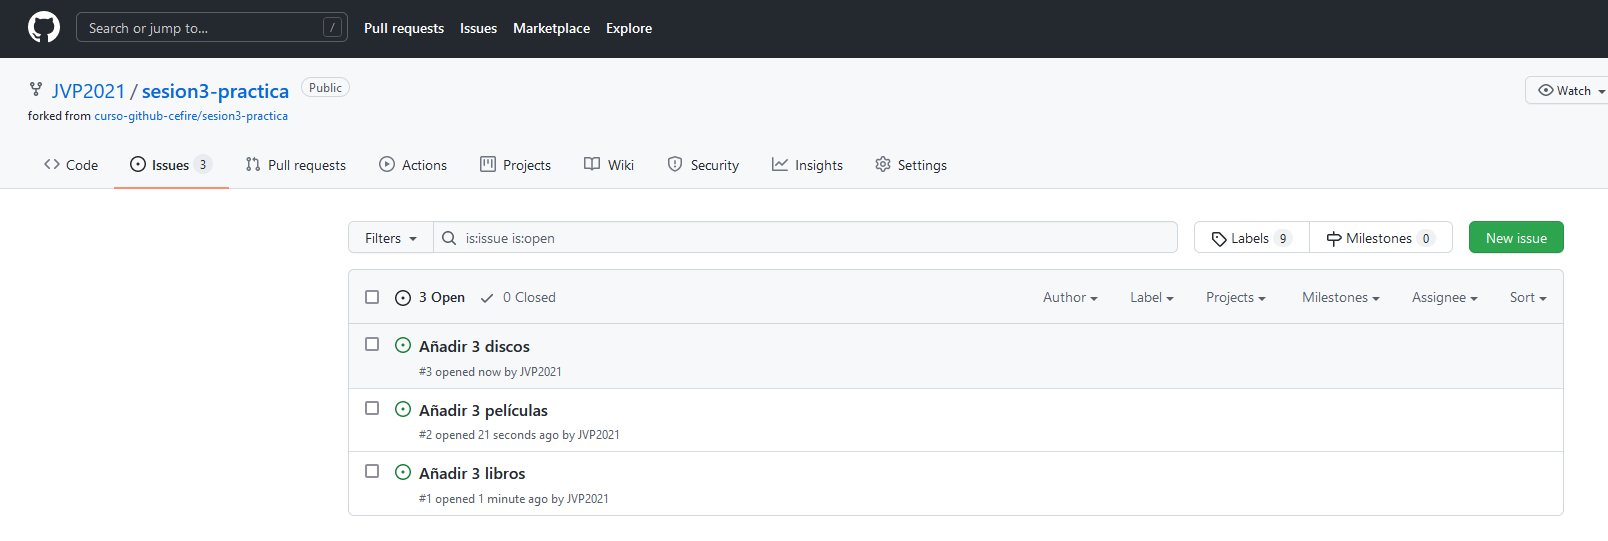 Search or jump to... / Pull requests Issues Marketplace Explore
JVP2021 / sesion3-practica Public
Watch
forked from curso-github-cefire/sesion3-practica
Code Issues 3 Pull requests Actions Projects Wiki Security Insights Settings
Filters is:issue is:open Labels 9 Milestones 0 New issue
3 Open 0 Closed Author Label Projects Milestones Assignee Sort
Añadir 3 discos
#3 opened now by JVP2021
Añadir 3 películas
#2 opened 21 seconds ago by JVP2021
Añadir 3 libros
#1 opened 1 minute ago by JVP2021